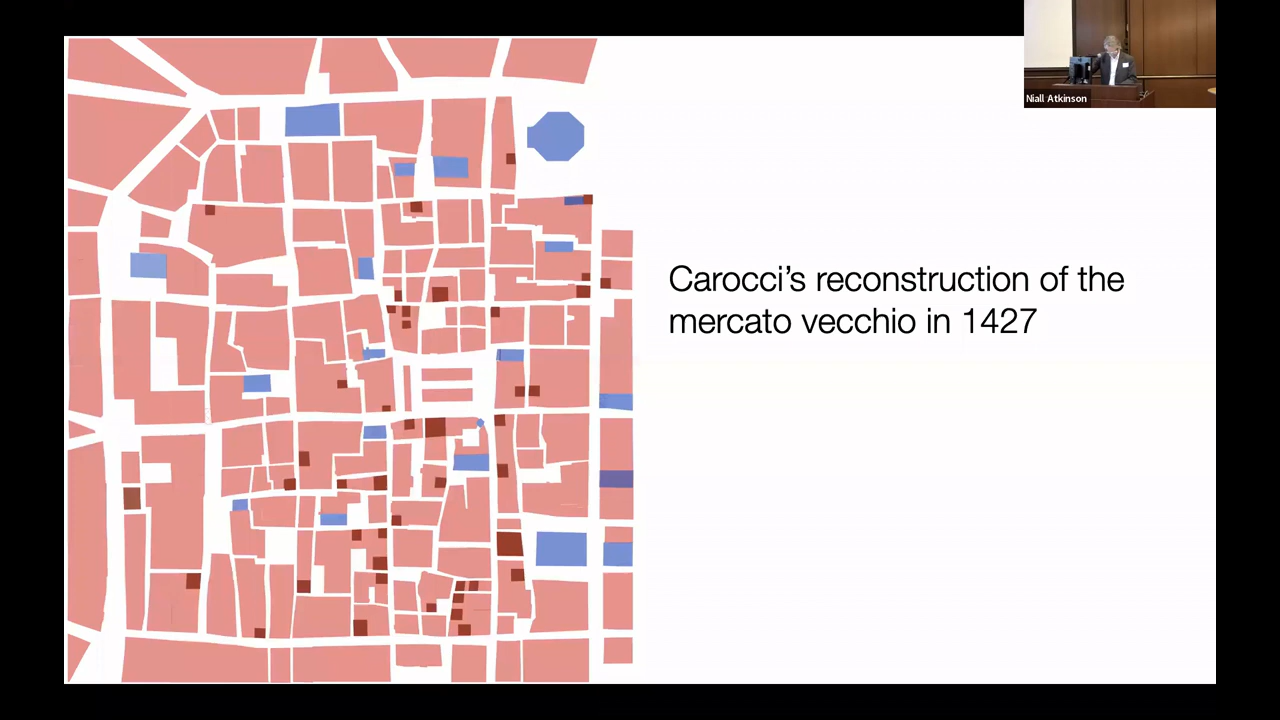 Niall Atkinson
Carocci's reconstruction of the
mercato vecchio in 1427